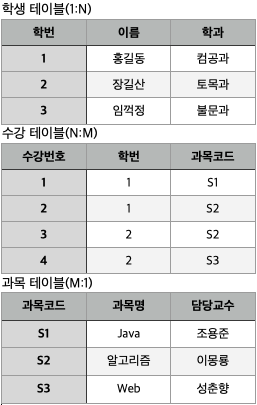 학생 테이블(1:N)
학번 이름 학과
1 홍길동 컴공과
2 장길산 토목과
3 임꺽정 불문과
수강 테이블(N:M)
수강번호 학번 과목코드
1 1 S1
2 1 S2
3 2 S2
4 2 S3
과목 테이블(M:1)
과목코드 과목명 담당교수
S1 Java 조용준
S2 알고리즘 이몽룡
S3 Web 성춘향